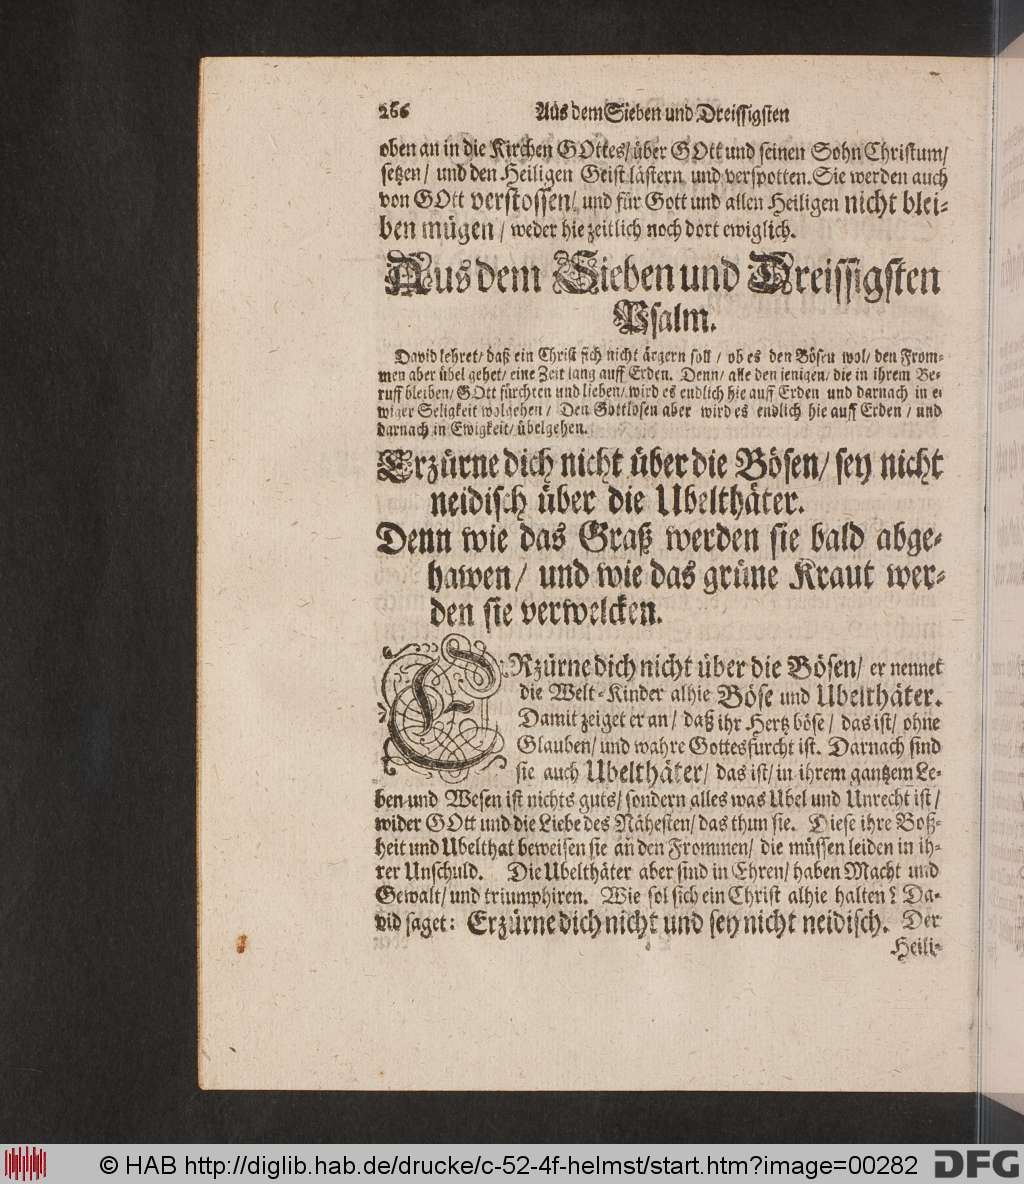 266 Aus dem Sieben und Dreissigsten
oben an in die Kirchen GOttes/ über GOtt und seinen Sohn Christum/
setzen/ und den Heiligen Geist lästern und verspotten. Sie werden auch
von GOtt verstossen/ und für Gott und allen Heiligen nicht blei-
ben mügen/ weder hie zeitlich noch dort ewiglich.
Aus dem Sieben und Dreissigsten
Psalm.
David lehret/ daß ein Christ sich nicht ärgern soll/ ob es den Bösen wol/ den From-
men aber übel gehet/ eine Zeit lang auff Erden. Denn/ alle den jenigen/ die in ihrem Be-
ruff bleiben/ GOtt fürchten und lieben/ wird es endlich hie auff Erden und darnach in e-
wiger Seligkeit wolgehen/ Den Gottlosen aber wird es endlich hie auff Erden/ und
darnach in Ewigkeit/ übelgehen.
Erzürne dich nicht über die Bösen/ sey nicht
neidisch über die Ubelthäter.
Denn wie das Graß werden sie bald abge-
hawen/ und wie das grüne Kraut wer-
den sie verwelcken.
ERzürne dich nicht über die Bösen/ er nennet
die Welt-Kinder alhie Böse und Ubelthäter.
Damit zeiget er an/ daß ihr Hertz böse/ das ist/ ohne
Glauben/ und wahre Gottesfurcht ist. Darnach sind
sie auch Ubelthäter/ das ist/ in ihrem gantzem Le-
ben und Wesen ist nichts guts/ sondern alles was Ubel und Unrecht ist/
wider GOtt und die Liebe des Nähesten/ das thun sie. Diese ihre Boß-
heit und Ubelthat beweisen sie an den Frommen/ die müssen leiden in ih-
rer Unschuld. Die Ubelthäter aber sind in Ehren/ haben Macht und
Gewalt/ und triumphiren. Wie sol sich ein Christ alhie halten? Da-
vid saget: Erzürne dich nicht und sey nicht neidisch. Der
Heili-
© HAB http://diglib.hab.de/drucke/c-52-4f-helmst/start.htm?image=00282 DFG